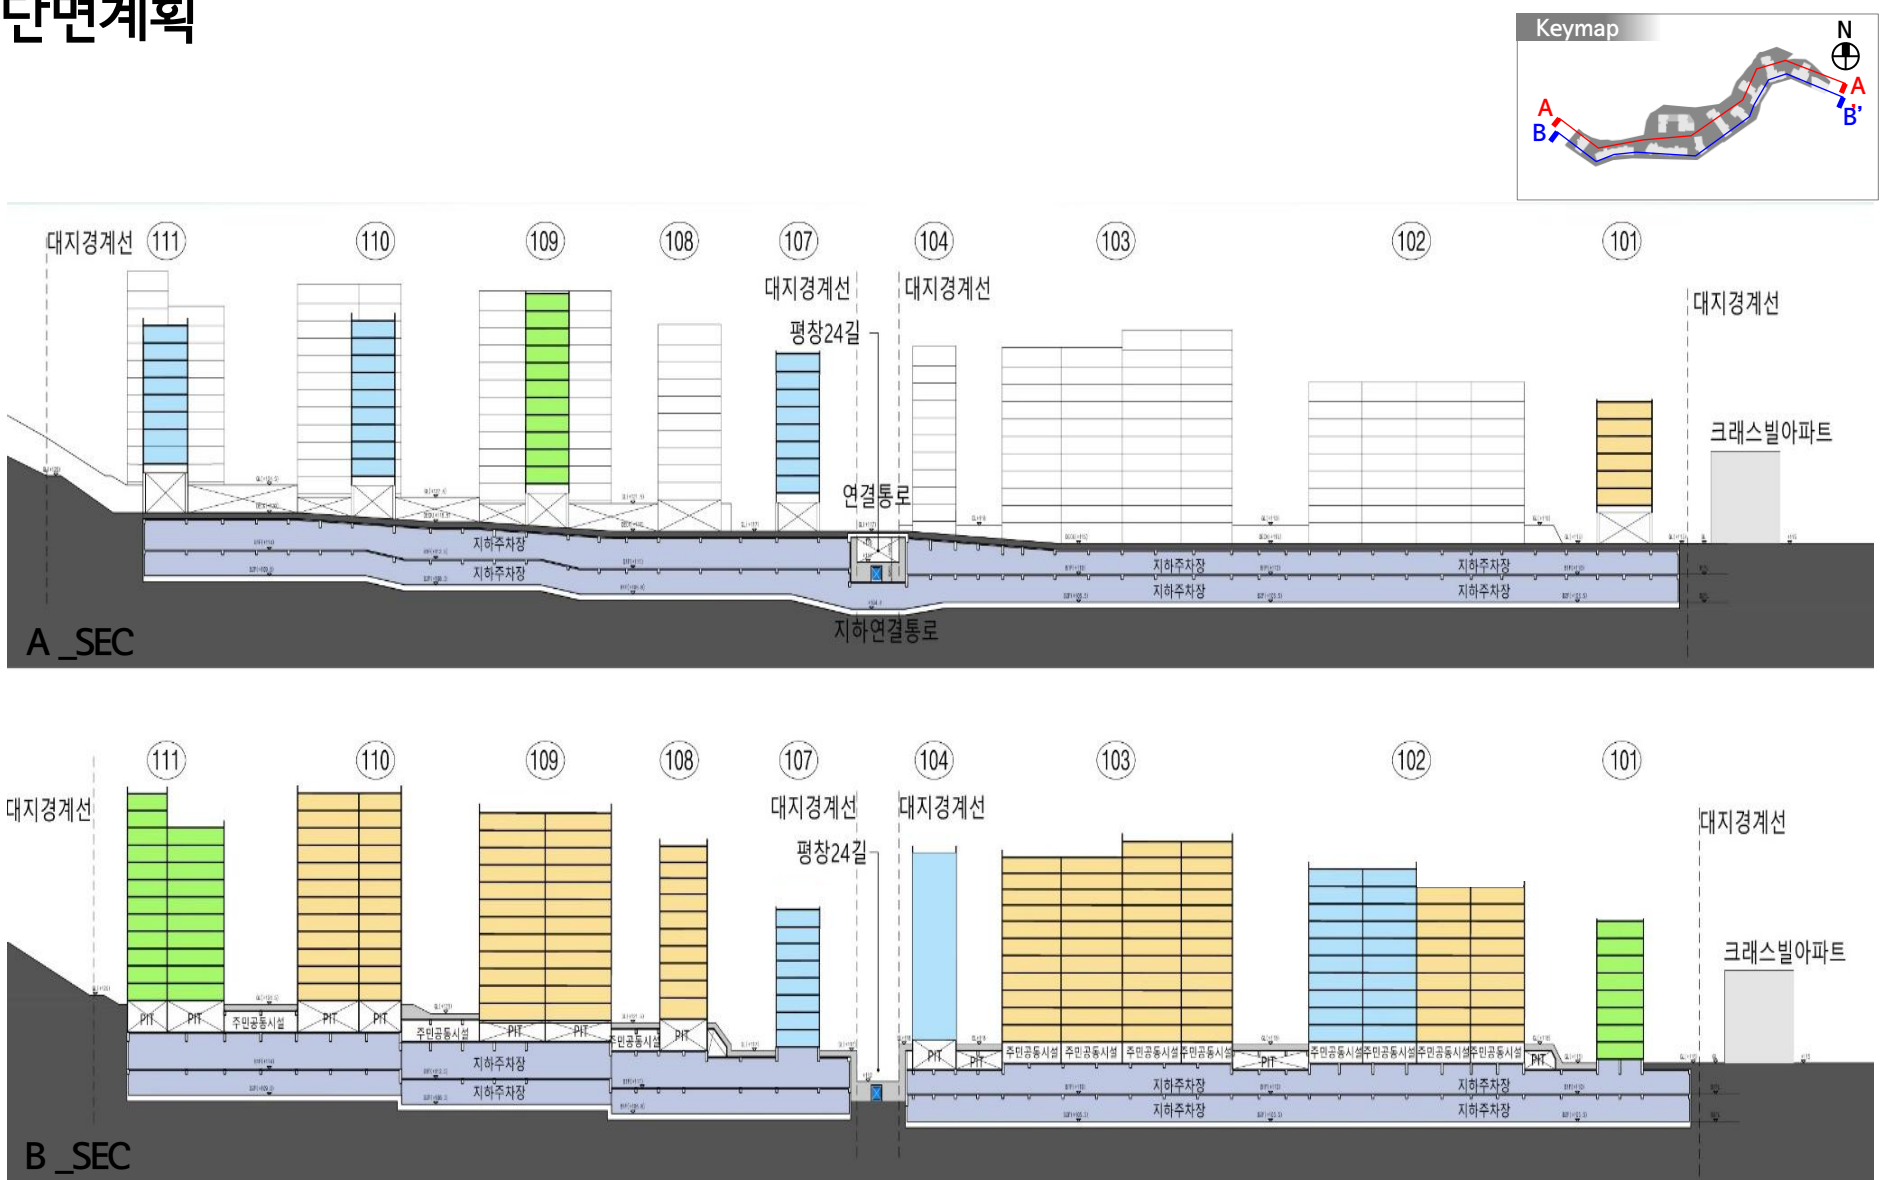 단면계획
Keymap
N
A
A'
B
B'
대지경계선
111
110
109
108
107
104
103
102
101
대지경계선
대지경계선
대지경계선
평창24길
연결통로
크래스빌아파트
지하주차장
지하주차장
지하주차장
지하주차장
지하주차장
지하주차장
지하연결통로
A _SEC
111
110
109
108
107
104
103
102
101
대지경계선
대지경계선
대지경계선
대지경계선
평창24길
크래스빌아파트
PIT
PIT
주민공동시설
PIT
PIT
주민공동시설
PIT
PIT
주민공동시설
PIT
PIT
PIT
주민공동시설
주민공동시설
주민공동시설
주민공동시설
PIT
주민공동시설
주민공동시설
주민공동시설
주민공동시설
PIT
지하주차장
지하주차장
지하주차장
지하주차장
지하주차장
지하주차장
B _SEC